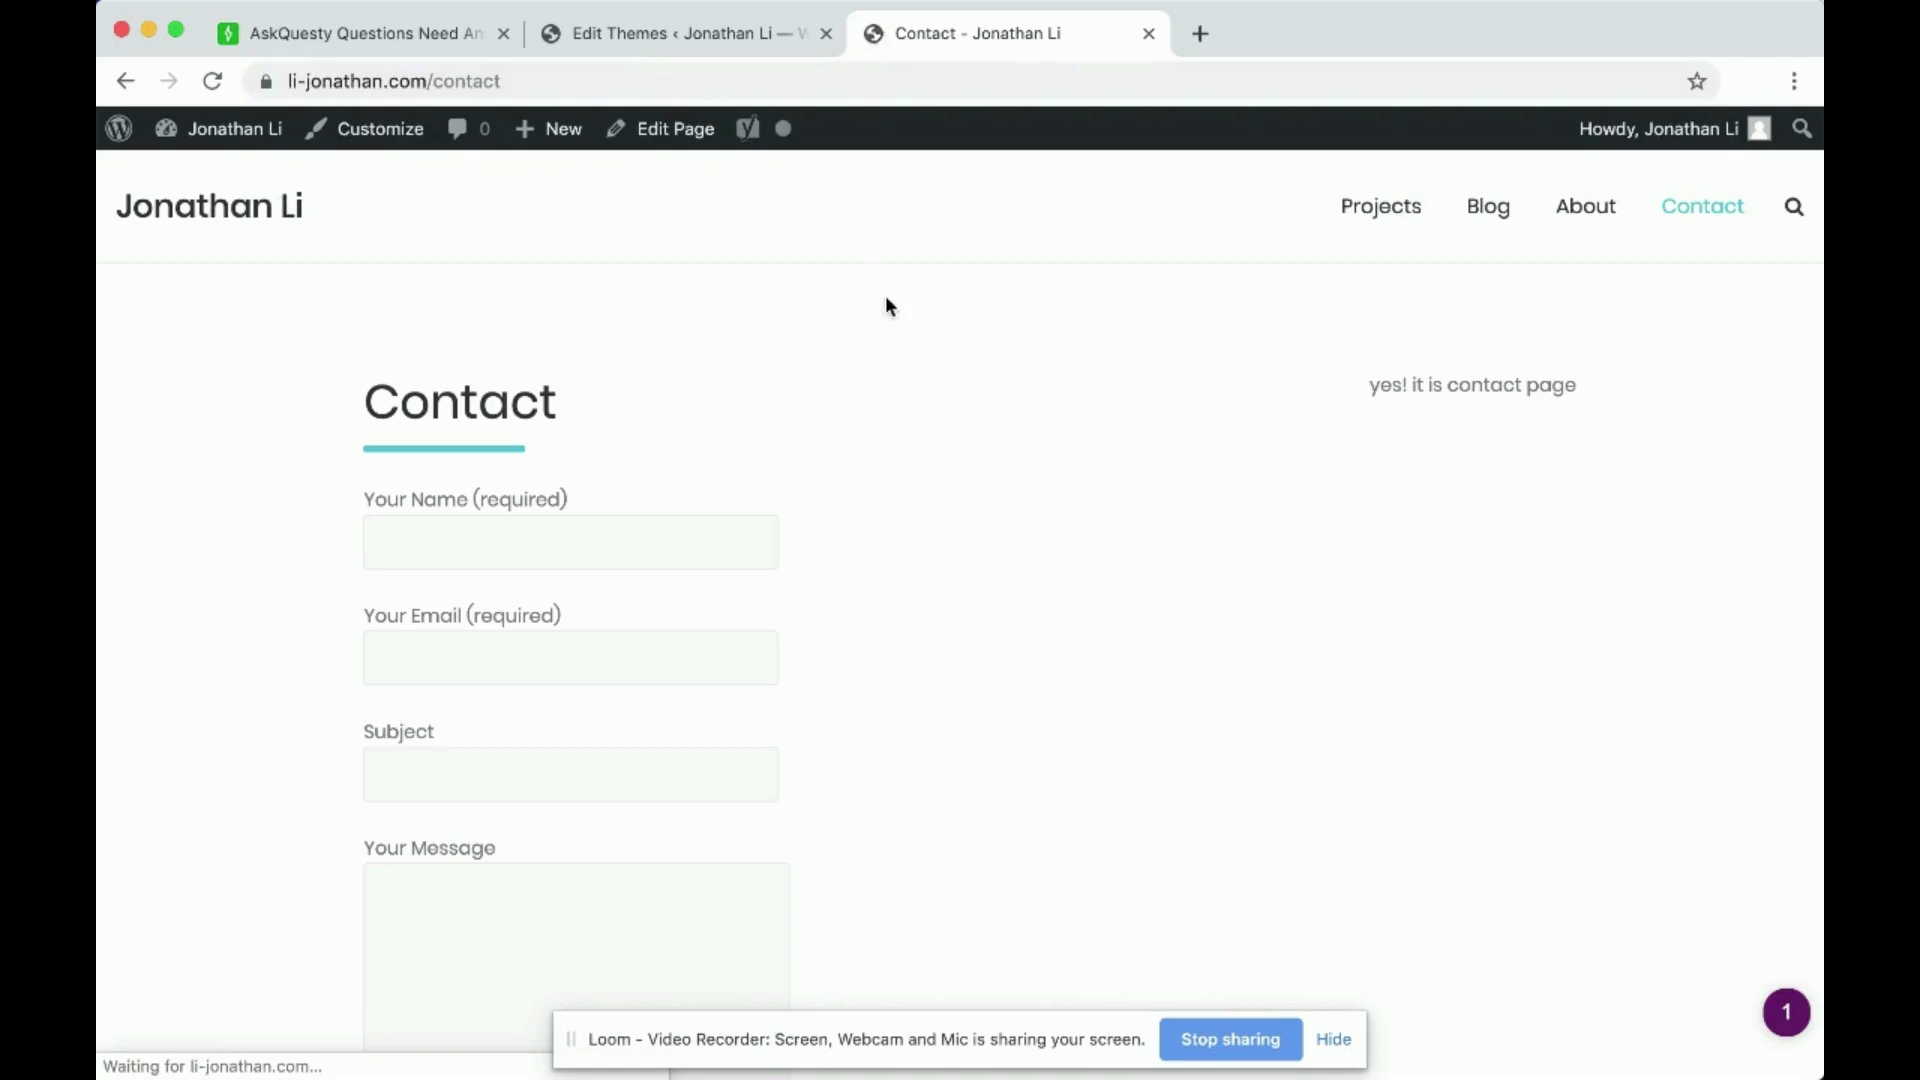 AskQuesty Questions Need An
Edit Themes ‹ Jonathan Li — W
Contact - Jonathan Li
li-jonathan.com/contact
Jonathan Li
Customize
0
New
Edit Page
Howdy, Jonathan Li
Jonathan Li
Projects
Blog
About
Contact
Contact
yes! it is contact page
Your Name (required)
Your Email (required)
Subject
Your Message
1
Loom - Video Recorder: Screen, Webcam and Mic is sharing your screen.
Stop sharing
Hide
Waiting for li-jonathan.com...